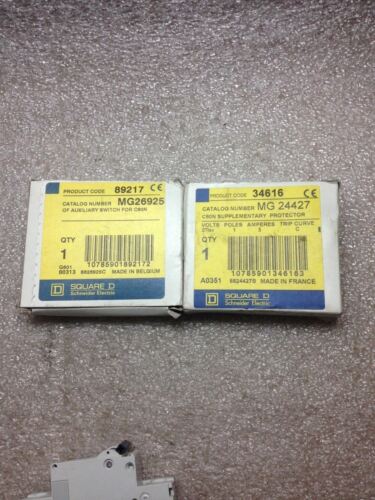 PRODUCT CODE 89217 CE
CATALOG NUMBER MG26925
OF AUXILIARY SWITCH FOR C60N
QTY
1
10785901892172
G601
60313 MADE IN BELGIUM
D SQUARE D
Schneider Electric
PRODUCT CODE 34616 CE
CATALOG NUMBER MG 24427
C60N SUPPLEMENTARY PROTECTOR
VOLTS POLES AMPERES TRIP CURVE
1 5 C
QTY
1
10785901346163
A0351 MADE IN FRANCE
D SQUARE D
Schneider Electric